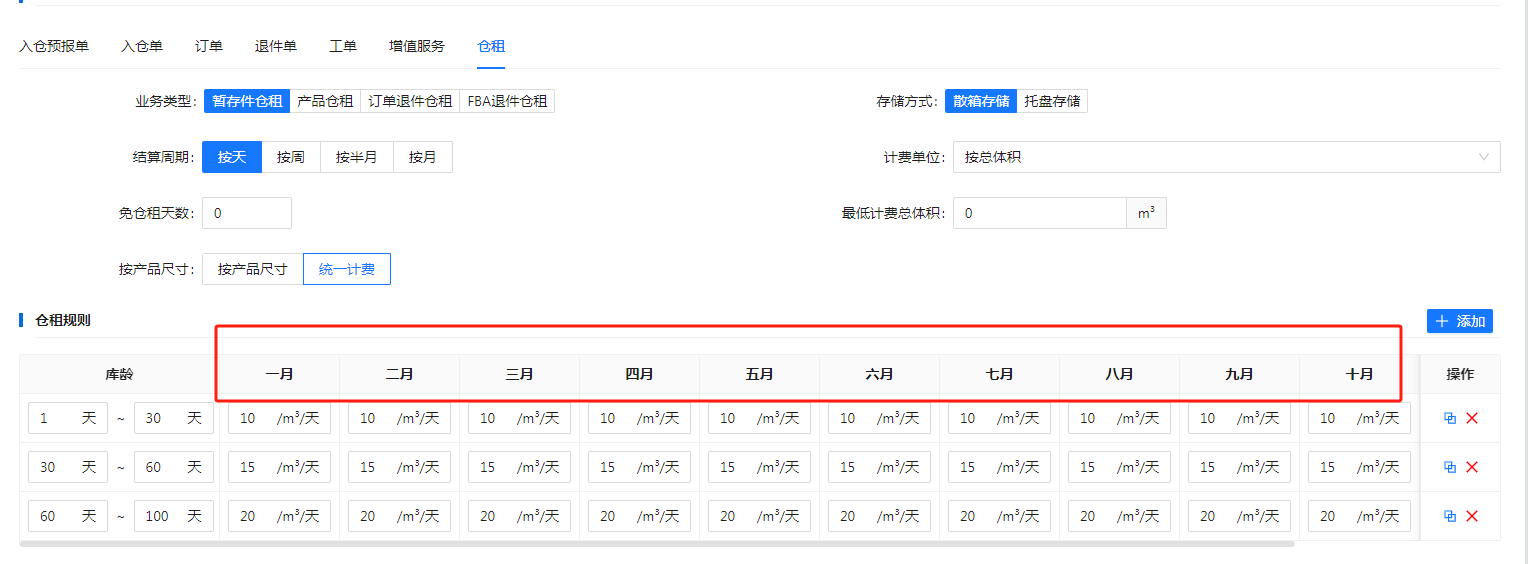 入仓预报单 入仓单 订单 退件单 工单 增值服务 仓租
业务类型: 暂存件仓租 产品仓租 订单退件仓租 FBA退件仓租 存储方式: 散箱存储 托盘存储
结算周期: 按天 按周 按半月 按月 计费单位: 按总体积
免仓租天数: 0 最低计费总体积: 0 m³
按产品尺寸: 按产品尺寸 统一计费
仓租规则 添加
库龄 一月 二月 三月 四月 五月 六月 七月 八月 九月 十月 操作
1 天 ~ 30 天 10 /m³/天 10 /m³/天 10 /m³/天 10 /m³/天 10 /m³/天 10 /m³/天 10 /m³/天 10 /m³/天 10 /m³/天 10 /m³/天
30 天 ~ 60 天 15 /m³/天 15 /m³/天 15 /m³/天 15 /m³/天 15 /m³/天 15 /m³/天 15 /m³/天 15 /m³/天 15 /m³/天 15 /m³/天
60 天 ~ 100 天 20 /m³/天 20 /m³/天 20 /m³/天 20 /m³/天 20 /m³/天 20 /m³/天 20 /m³/天 20 /m³/天 20 /m³/天 20 /m³/天